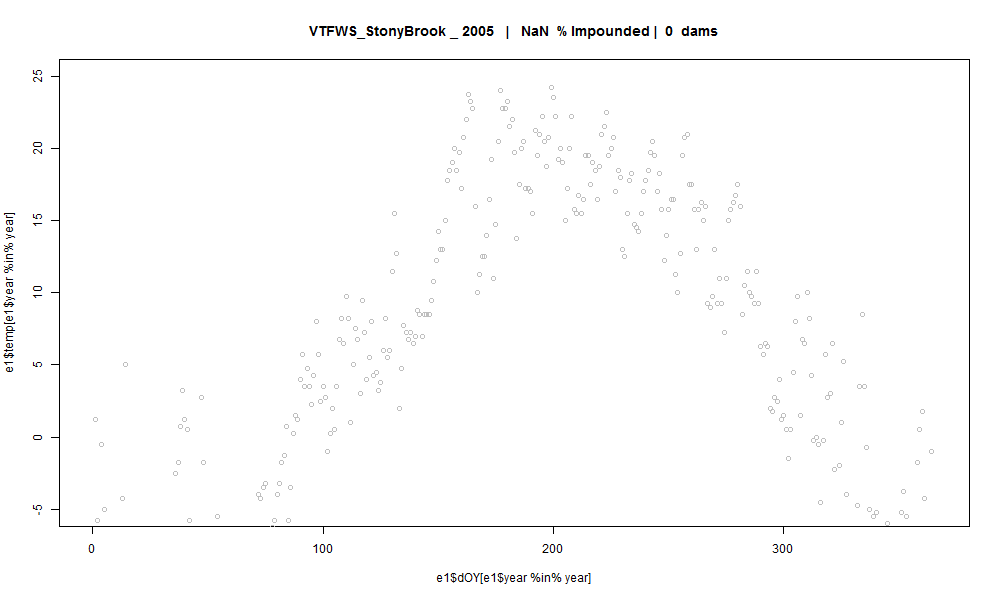 VTFWS_StonyBrook _ 2005 | NaN % Impounded | 0 dams
e1$temp[e1$year %in% year]
25
20
15
10
5
0
-5
0 100 200 300
e1$dOY[e1$year %in% year]